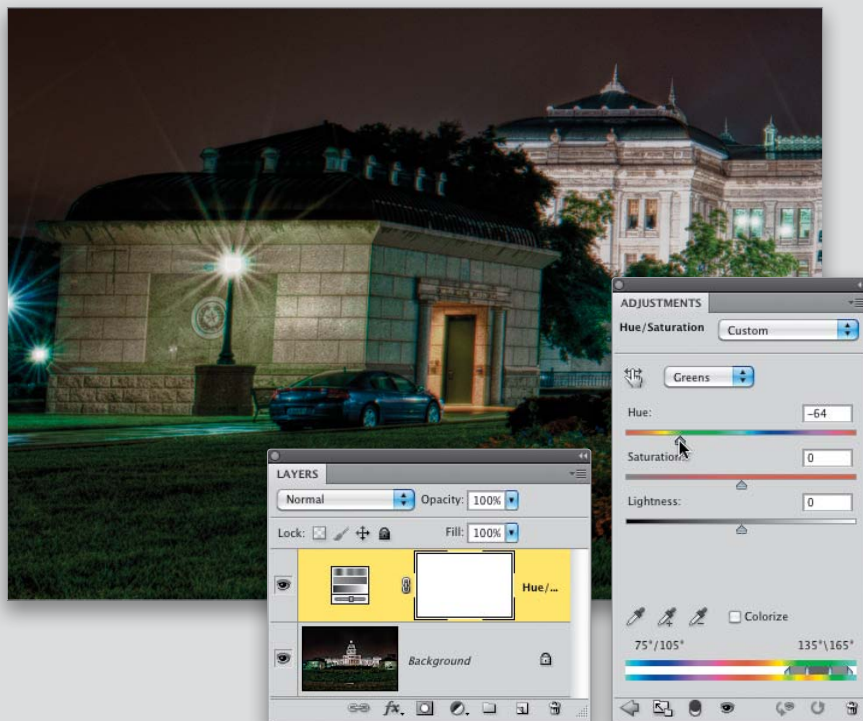 ADJUSTMENTS
Hue/Saturation Custom
Greens
Hue: -64
Saturation: 0
Lightness: 0
Colorize
75°/105° 135°\165°
LAYERS
Normal Opacity: 100%
Lock: Fill: 100%
Hue/...
Background
fx